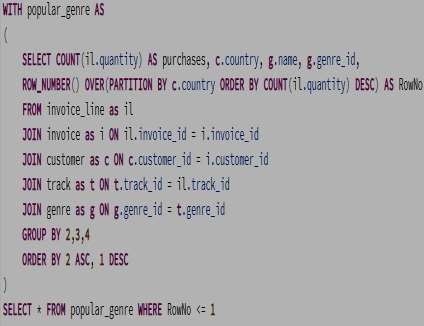 WITH popular_genre AS
(
SELECT COUNT(il.quantity) AS purchases, c.country, g.name, g.genre_id,
ROW_NUMBER() OVER(PARTITION BY c.country ORDER BY COUNT(il.quantity) DESC) AS RowNo
FROM invoice_line as il
JOIN invoice as i ON il.invoice_id = i.invoice_id
JOIN customer as c ON c.customer_id = i.customer_id
JOIN track as t ON t.track_id = il.track_id
JOIN genre as g ON g.genre_id = t.genre_id
GROUP BY 2,3,4
ORDER BY 2 ASC, 1 DESC
)
SELECT * FROM popular_genre WHERE RowNo <= 1